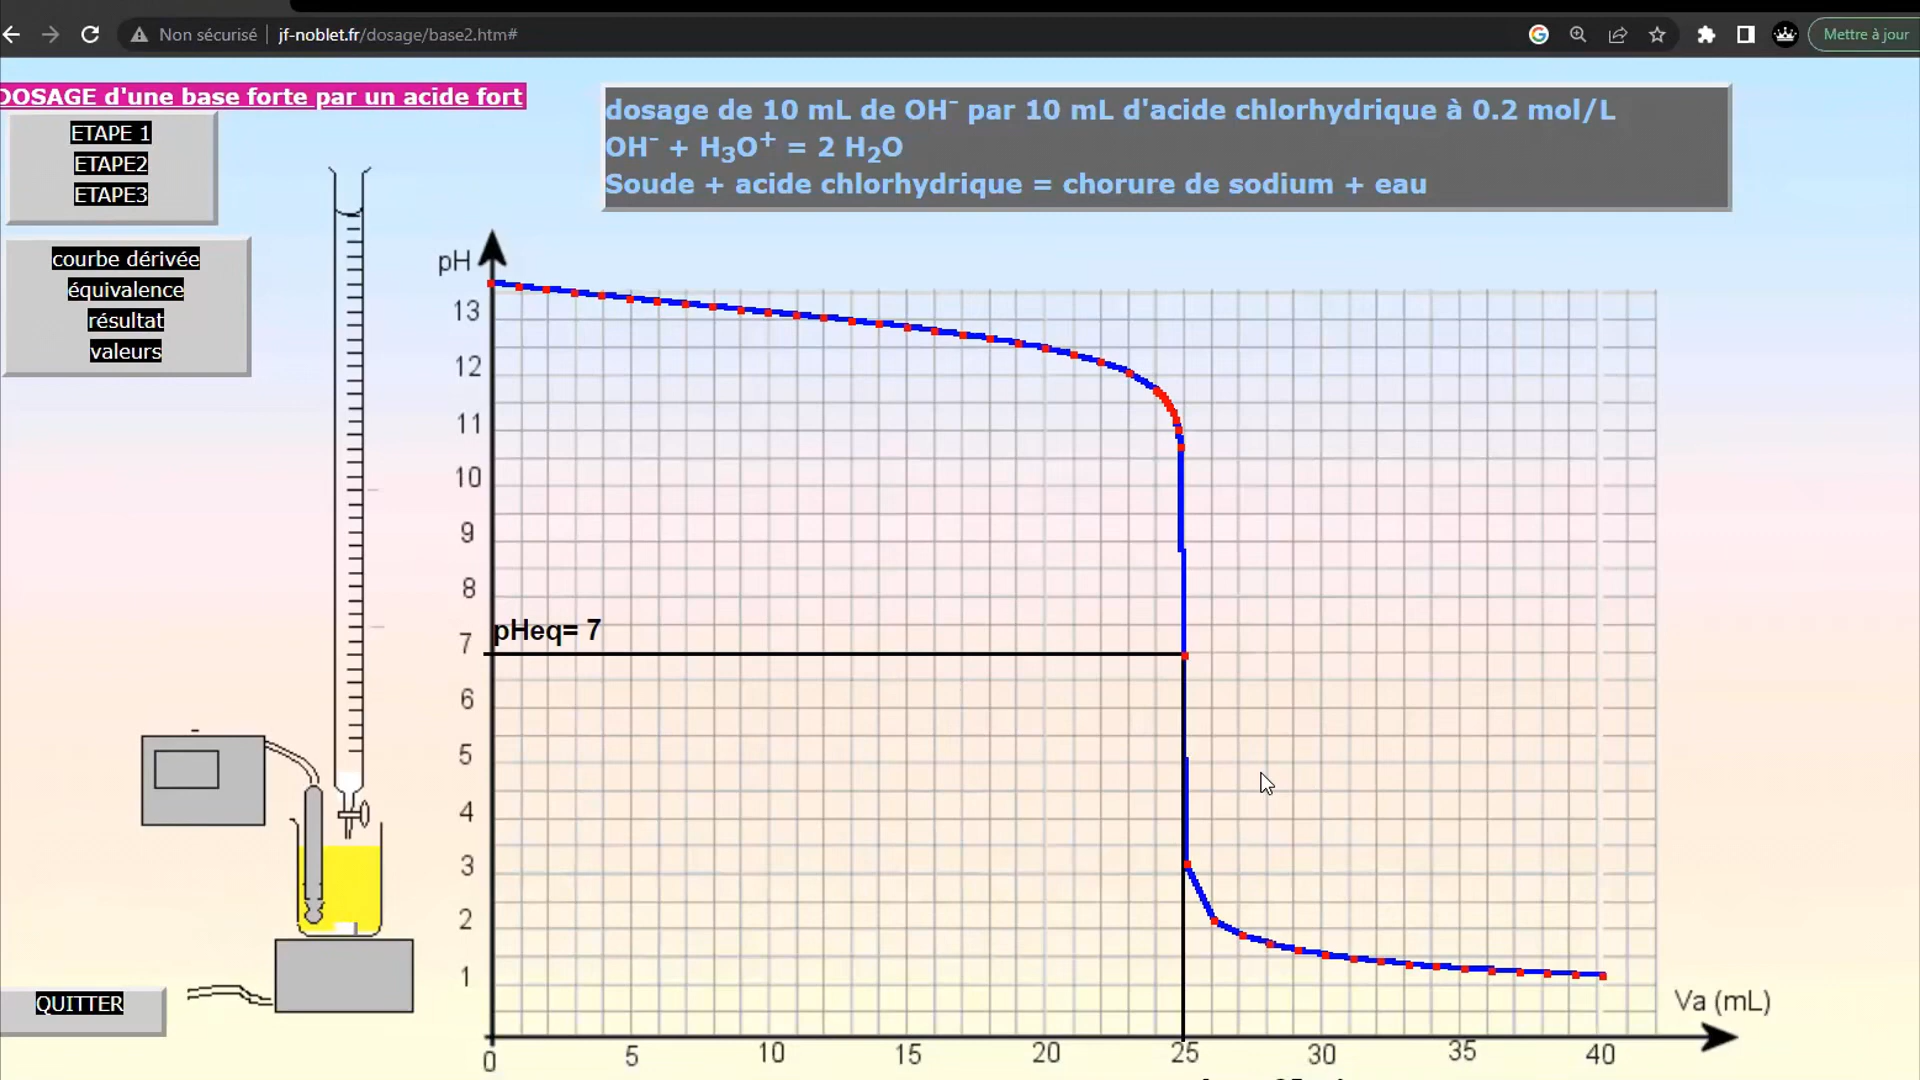 Non sécurisé
jf-noblet.fr/dosage/base2.htm#
Mettre à jour
DOSAGE d'une base forte par un acide fort
ETAPE 1
ETAPE2
ETAPE3
courbe dérivée
équivalence
résultat
valeurs
dosage de 10 mL de OH⁻ par 10 mL d'acide chlorhydrique à 0.2 mol/L
OH⁻ + H₃O⁺ = 2 H₂O
Soude + acide chlorhydrique = chorure de sodium + eau
pH
13
12
11
10
9
8
pHeq= 7
7
6
5
4
3
2
1
QUITTER
Va (mL)
0 5 10 15 20 25 30 35 40